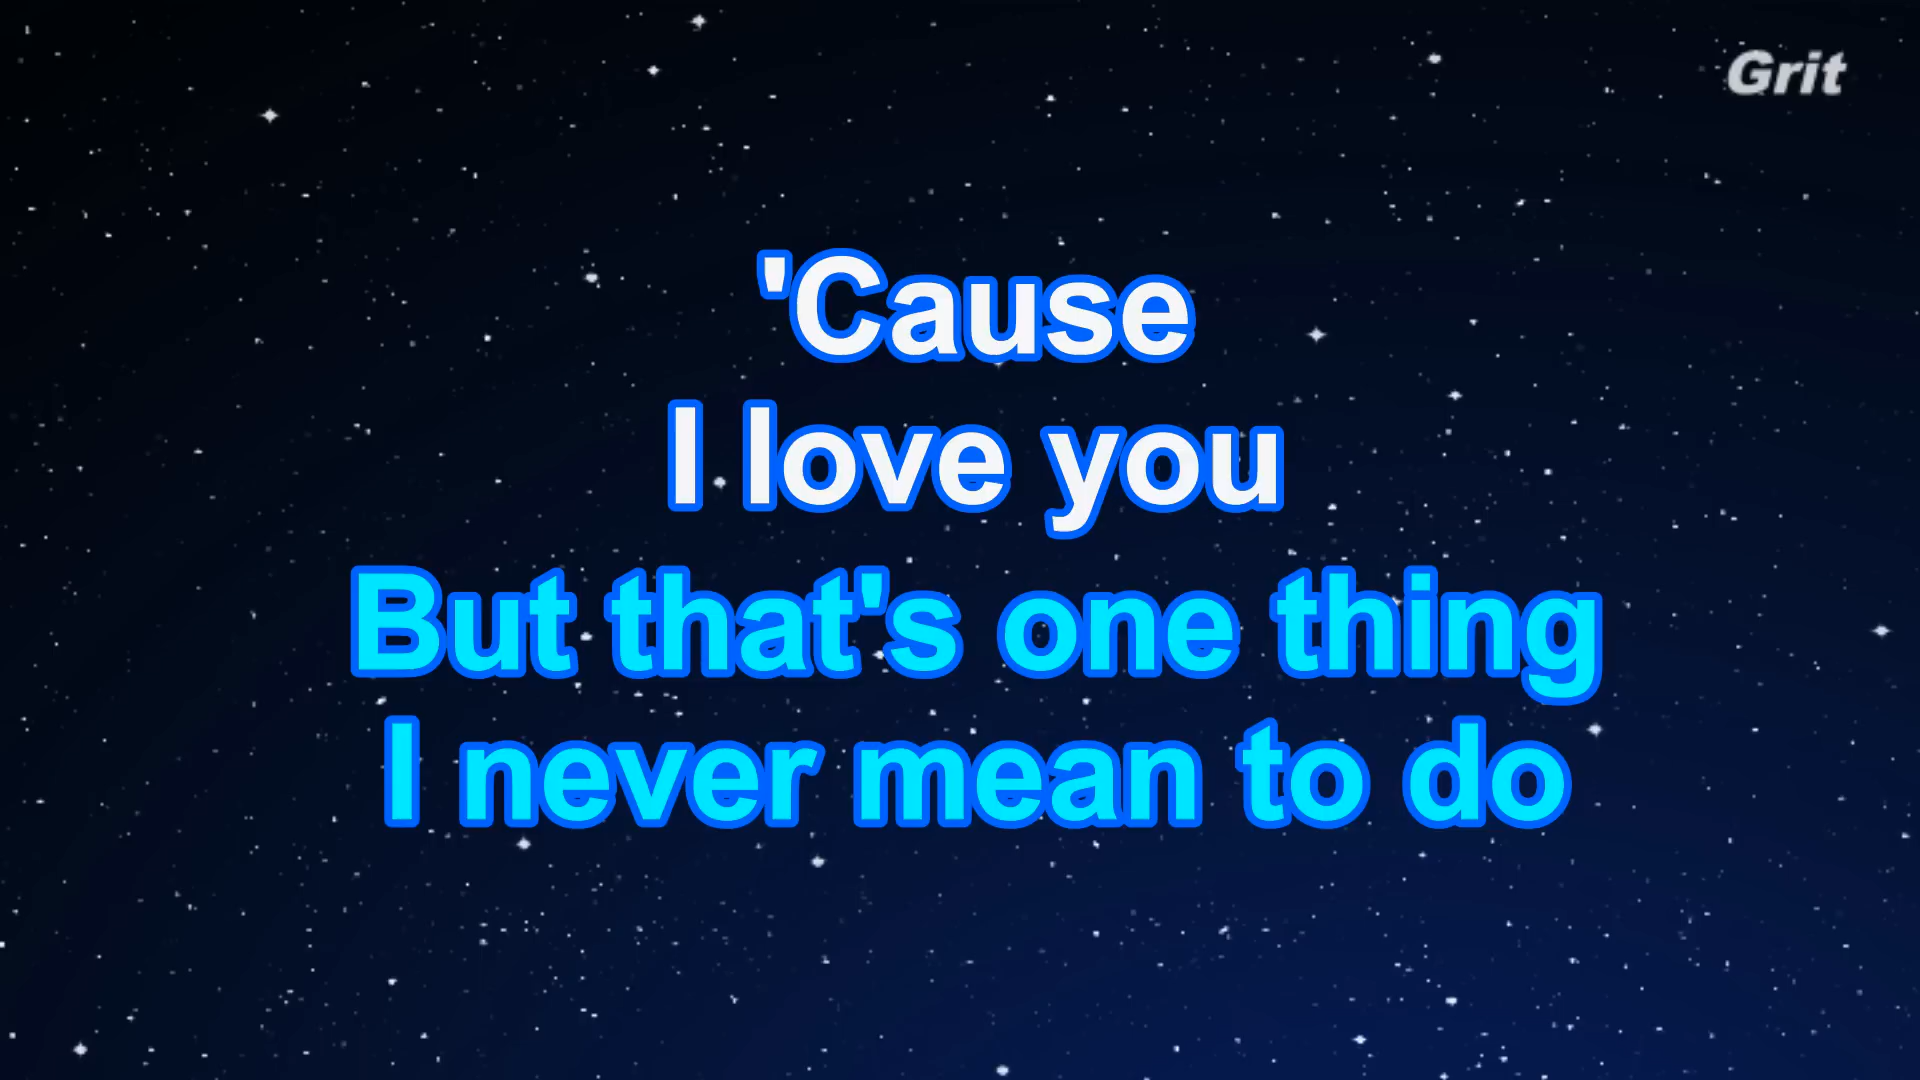 Grit
'Cause
I love you
But that's one thing
I never mean to do